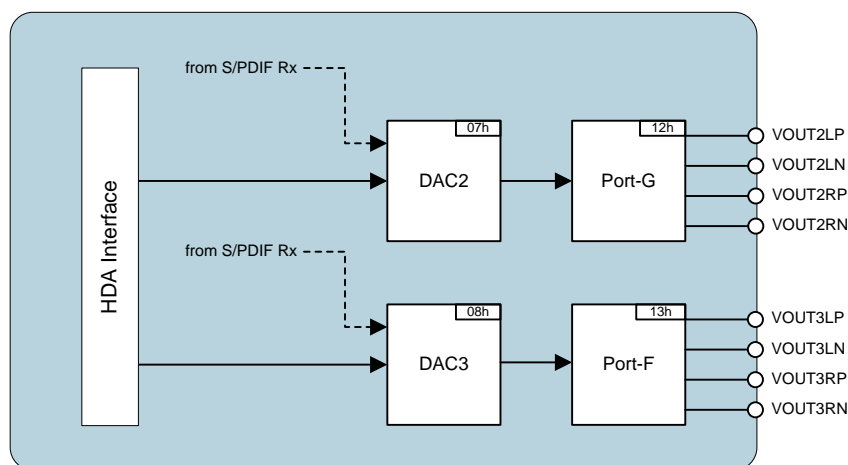 HDA Interface
from S/PDIF Rx
07h
DAC2
12h
Port-G
VOUT2LP
VOUT2LN
VOUT2RP
VOUT2RN
from S/PDIF Rx
08h
DAC3
13h
Port-F
VOUT3LP
VOUT3LN
VOUT3RP
VOUT3RN